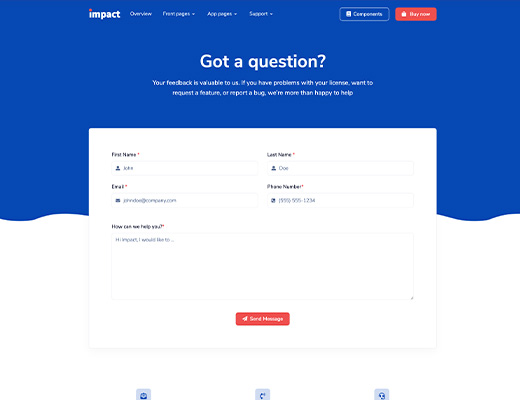 impact
Overview
Front pages
App pages
Support
Components
Buy now
Got a question?
Your feedback is valuable to us. If you have problems with your license, want to
request a feature, or report a bug, we're more than happy to help
First Name *
Last Name *
John
Doe
Email *
Phone Number*
johndoe@company.com
(555) 555-1234
How can we help you?*
Hi Impact, I would like to ...
Send Message